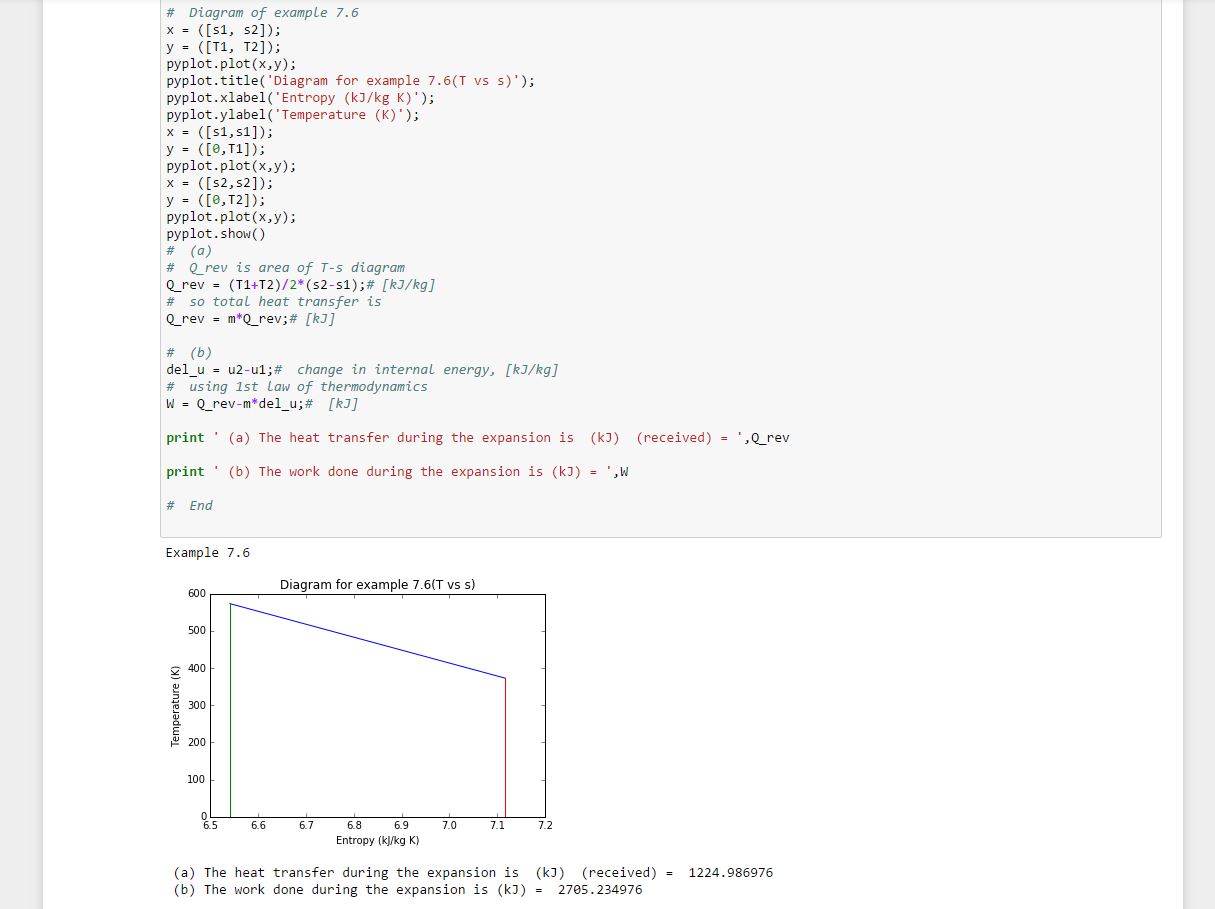 #  Diagram of example 7.6
x = ([s1, s2]);
y = ([T1, T2]);
pyplot.plot(x,y);
pyplot.title('Diagram for example 7.6(T vs s)');
pyplot.xlabel('Entropy (kJ/kg K)');
pyplot.ylabel('Temperature (K)');
x = ([s1,s1]);
y = ([0,T1]);
pyplot.plot(x,y);
x = ([s2,s2]);
y = ([0,T2]);
pyplot.plot(x,y);
pyplot.show()
#  (a)
#  Q_rev is area of T-s diagram
Q_rev = (T1+T2)/2*(s2-s1);# [kJ/kg]
#  so total heat transfer is
Q_rev = m*Q_rev;# [kJ]
#  (b)
del_u = u2-u1;#  change in internal energy, [kJ/kg]
#  using 1st law of thermodynamics
W = Q_rev-m*del_u;#  [kJ]
print ' (a) The heat transfer during the expansion is  (kJ)  (received) = ',Q_rev
print ' (b) The work done during the expansion is (kJ) = ',W
#  End
Example 7.6
Diagram for example 7.6(T vs s)
600
500
400
300
200
100
0
Temperature (K)
6.5 6.6 6.7 6.8 6.9 7.0 7.1 7.2
Entropy (kJ/kg K)
(a) The heat transfer during the expansion is  (kJ)  (received) =  1224.986976
(b) The work done during the expansion is (kJ) =  2705.234976